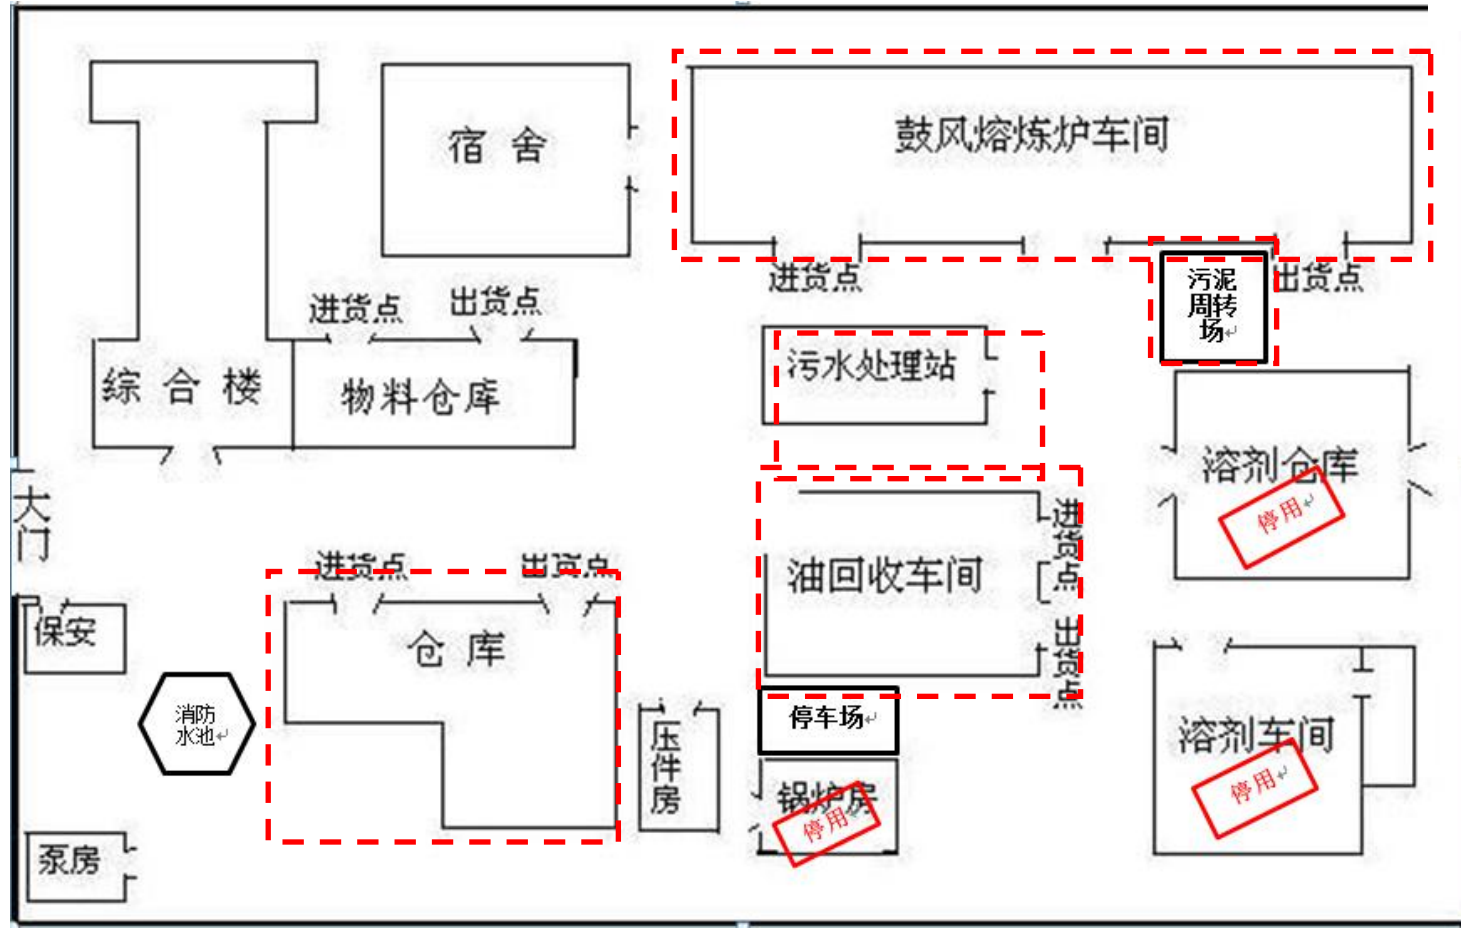 宿 舍
鼓风熔炼炉车间
进货点
出货点
污泥
周转
场
进货点
出货点
综 合 楼
物料仓库
污水处理站
溶剂仓库
停用
大
门
进货点
出货点
进
货
点
油回收车间
保安
仓 库
出
货
点
消防
水池
停车场
压
件
房
溶剂车间
停用
锅炉房
停用
泵房